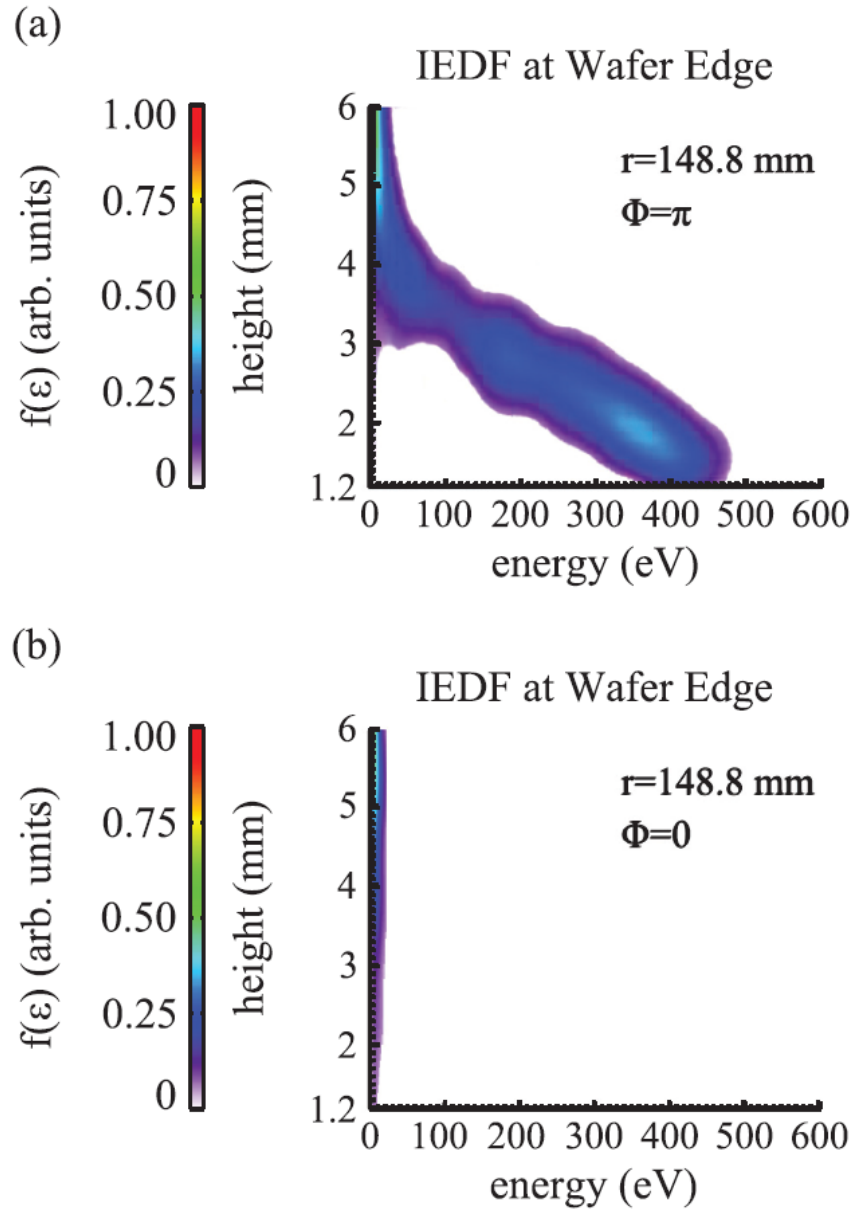 (a)
IEDF at Wafer Edge
f(ε) (arb. units)
1.00
0.75
0.50
0.25
0
height (mm)
6
5
4
3
2
1.2
r=148.8 mm
Φ=π
0 100 200 300 400 500 600
energy (eV)
(b)
IEDF at Wafer Edge
f(ε) (arb. units)
1.00
0.75
0.50
0.25
0
height (mm)
6
5
4
3
2
1.2
r=148.8 mm
Φ=0
0 100 200 300 400 500 600
energy (eV)